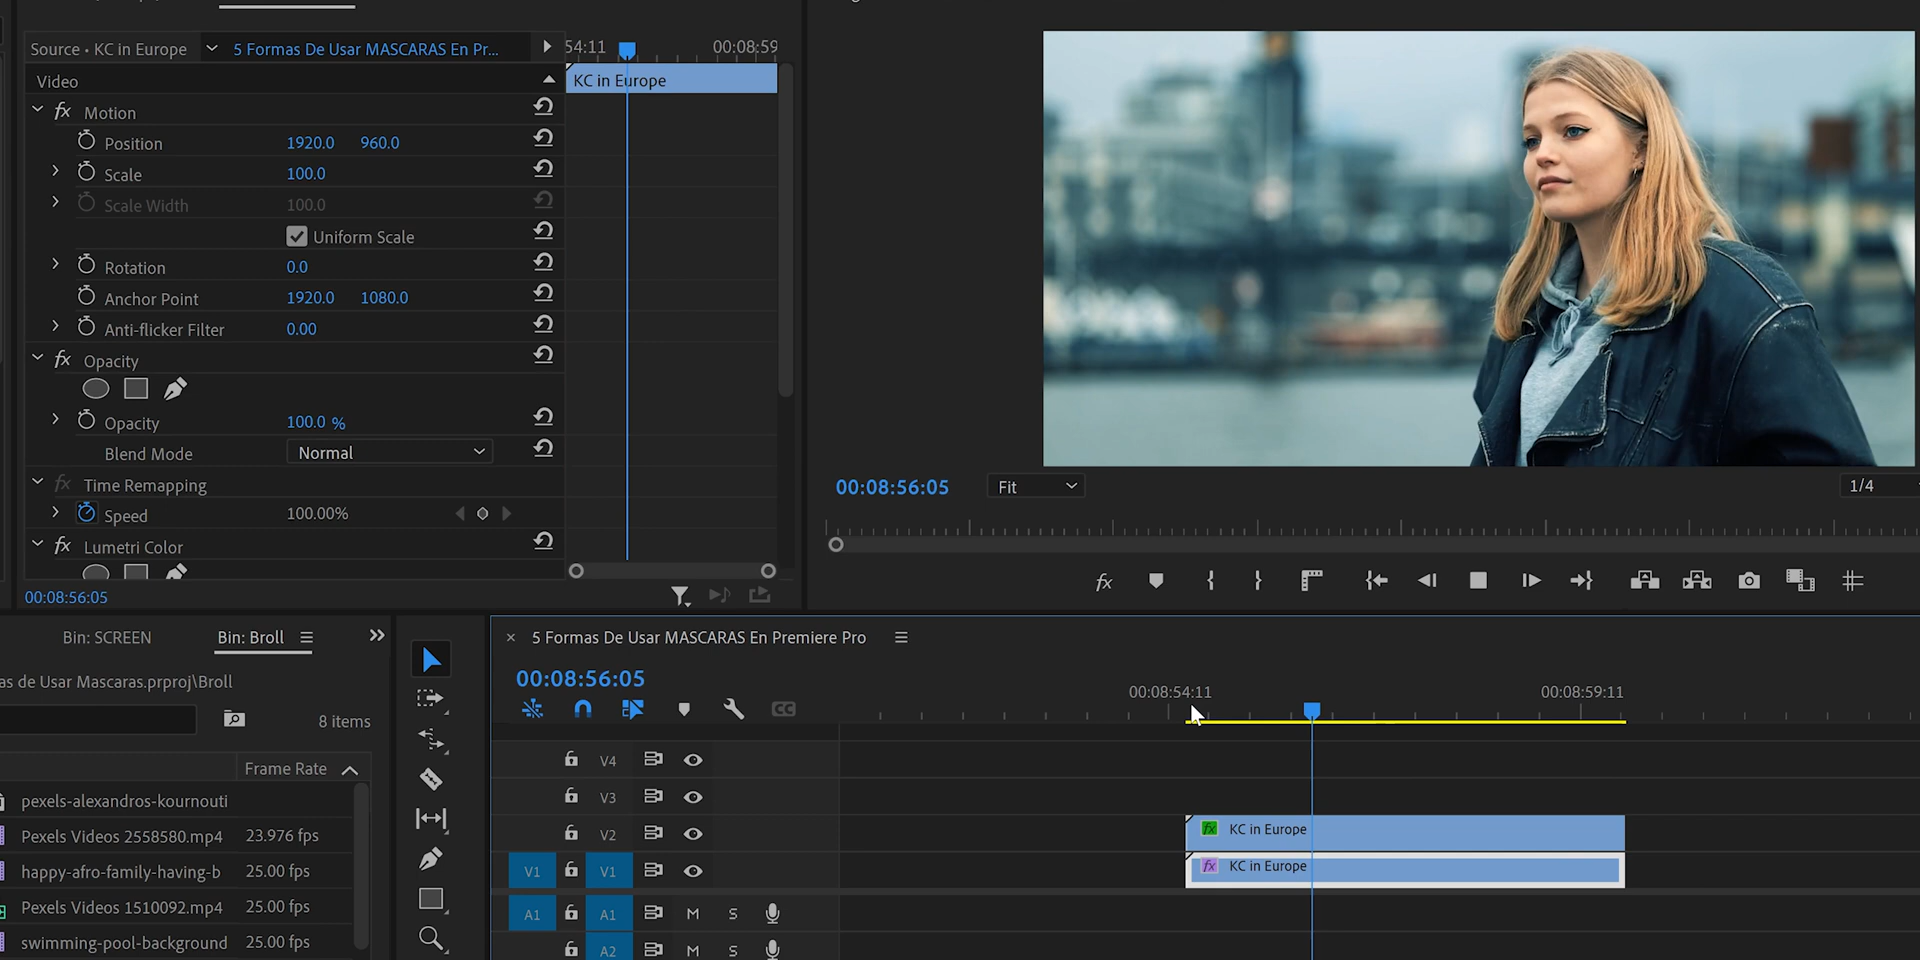 Source • KC in Europe
5 Formas De Usar MASCARAS En Pr...
54:11
00:08:59
Video
KC in Europe
fx Motion
Position 1920.0 960.0
Scale 100.0
Scale Width 100.0
Uniform Scale
Rotation 0.0
Anchor Point 1920.0 1080.0
Anti-flicker Filter 0.00
fx Opacity
Opacity 100.0 %
Blend Mode Normal
fx Time Remapping
Speed 100.00%
fx Lumetri Color
00:08:56:05
00:08:56:05
Fit
1/4
fx
Bin: SCREEN
Bin: Broll
as de Usar Mascaras.prproj\Broll
8 items
Frame Rate
pexels-alexandros-kournouti
Pexels Videos 2558580.mp4 23.976 fps
happy-afro-family-having-b 25.00 fps
Pexels Videos 1510092.mp4 25.00 fps
swimming-pool-background 25.00 fps
× 5 Formas De Usar MASCARAS En Premiere Pro
00:08:56:05
CC
00:08:54:11
00:08:59:11
V4
V3
V2
fx KC in Europe
V1 V1
fx KC in Europe
A1 A1 M S
A2 M S